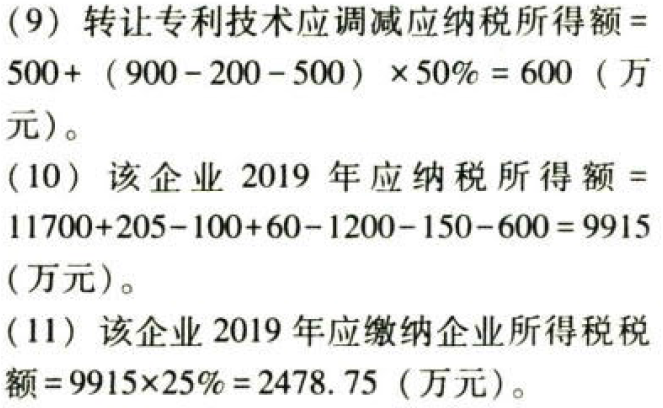 (9) 转让专利技术应调减应纳税所得额=
500+ (900-200-500) ×50% = 600 (万
元)。
(10) 该企业 2019 年应纳税所得额=
11700+205-100+60-1200-150-600=9915
(万元)。
(11) 该企业 2019 年应缴纳企业所得税税
额=9915×25%=2478.75 (万元)。